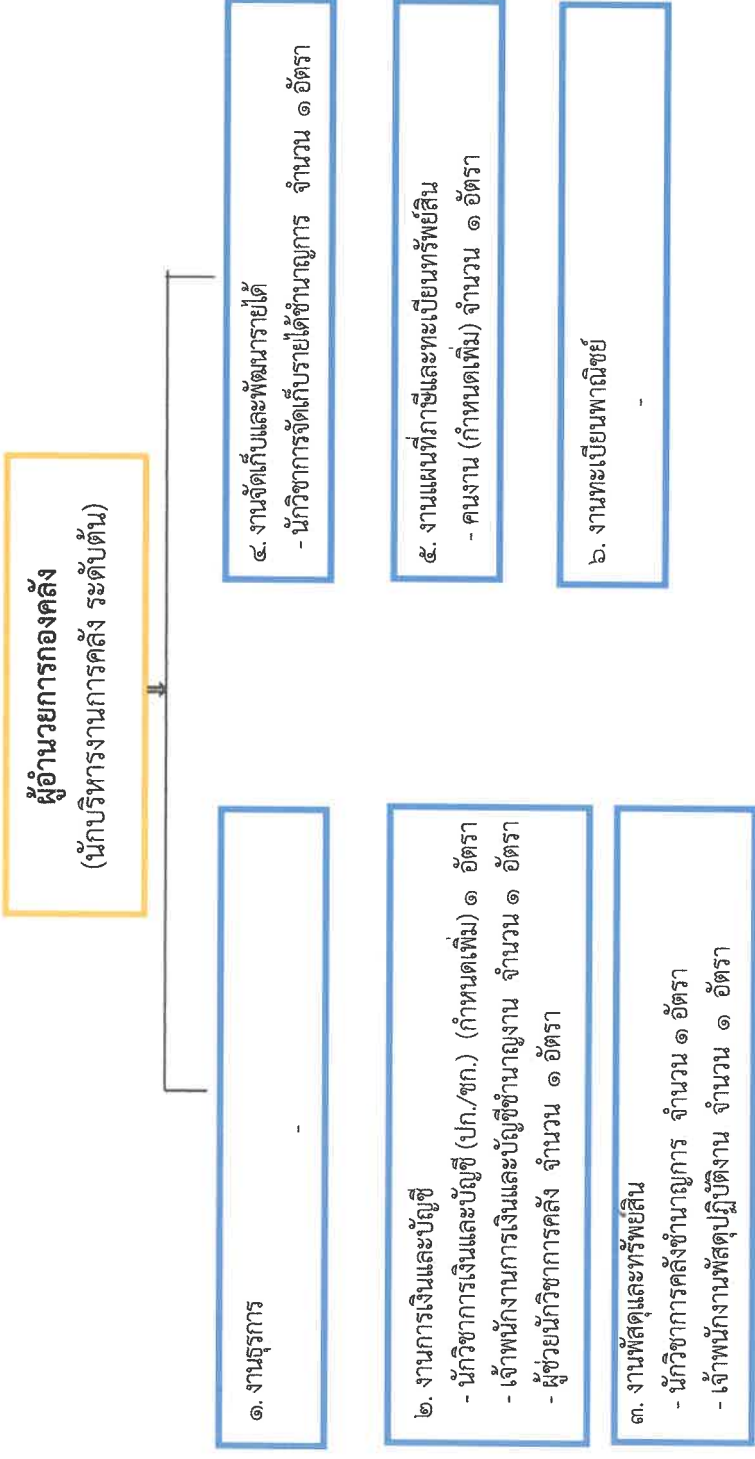 ผู้อำนวยการกองคลัง
(นักบริหารงานการคลัง ระดับต้น)
๑. งานธุรการ
-
๒. งานการเงินและบัญชี
- นักวิชาการเงินและบัญชี (ปก./ชก.) (กำหนดเพิ่ม) ๑ อัตรา
- เจ้าพนักงานการเงินและบัญชีชำนาญงาน จำนวน ๑ อัตรา
- ผู้ช่วยนักวิชาการคลัง จำนวน ๑ อัตรา
๓. งานพัสดุและทรัพย์สิน
- นักวิชาการคลังชำนาญการ จำนวน ๑ อัตรา
- เจ้าพนักงานพัสดุปฏิบัติงาน จำนวน ๑ อัตรา
๔. งานจัดเก็บและพัฒนารายได้
- นักวิชาการจัดเก็บรายได้ชำนาญการ จำนวน ๑ อัตรา
๕. งานแผนที่ภาษีและทะเบียนทรัพย์สิน
- คนงาน (กำหนดเพิ่ม) จำนวน ๑ อัตรา
๖. งานทะเบียนพาณิชย์
-